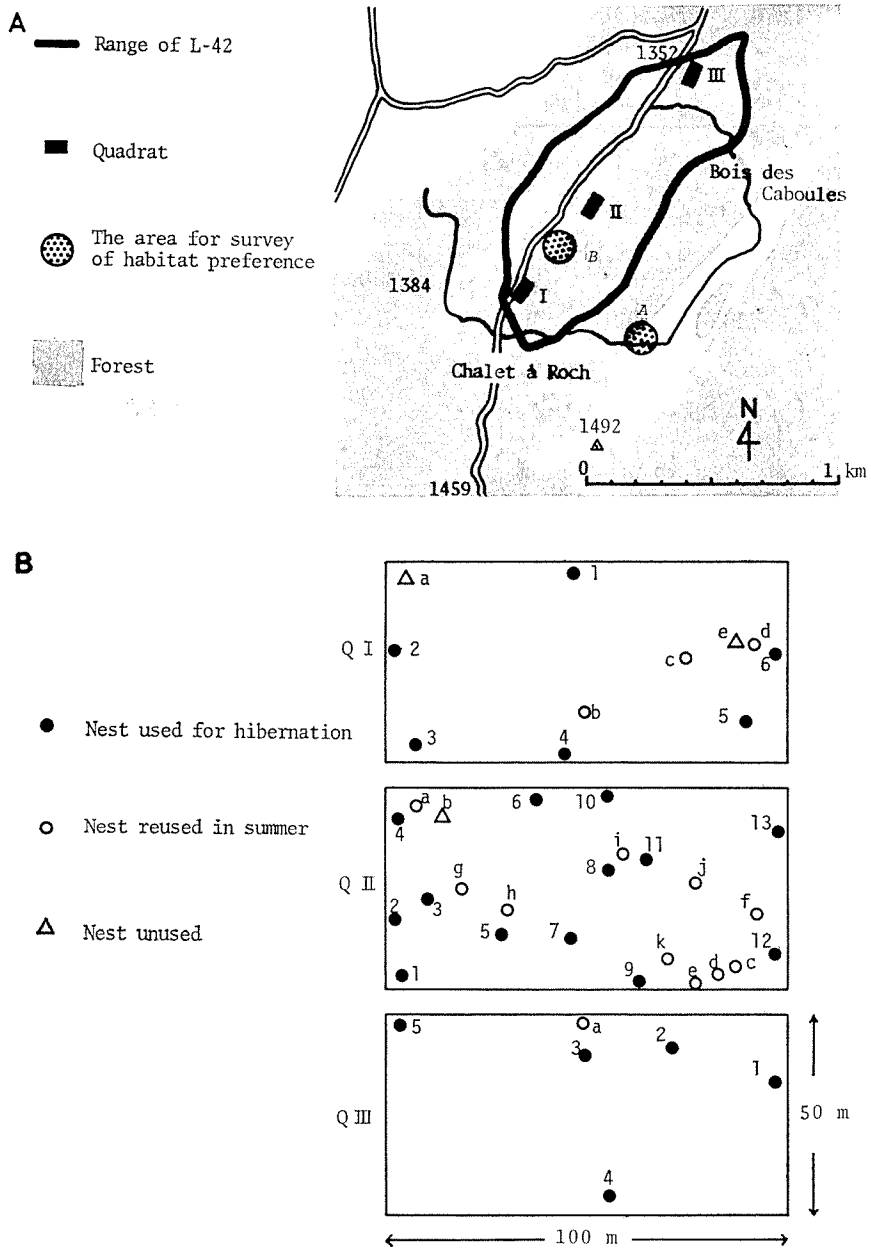 A
Range of L-42
Quadrat
The area for survey
of habitat preference
Forest
1352
III
Bois des
Caboules
II
B
1384
I
A
Chalet à Roch
1492
N
0 1 km
1459
B
Nest used for hibernation
Nest reused in summer
Nest unused
Q I
a 1
2 e d
c 6
b 5
3 4
Q II
a b 6 10
4 13
i 11
g 8 j
2 3 h f
5 7
k 12
1 9 e d c
Q III
5 a
3 2
1
4
50 m
100 m